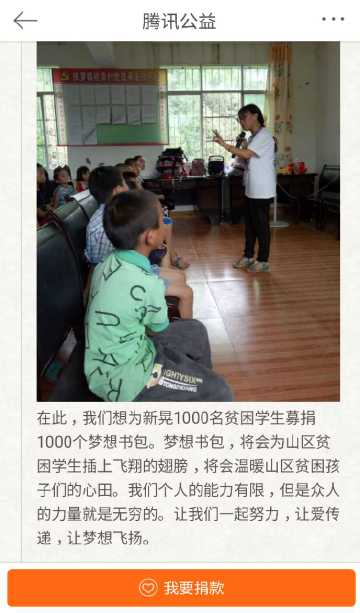 腾讯公益
在此，我们想为新晃1000名贫困学生募捐
1000个梦想书包。梦想书包，将会为山区贫
困学生插上飞翔的翅膀，将会温暖山区贫困孩
子们的心田。我们个人的能力有限，但是众人
的力量就是无穷的。让我们一起努力，让爱传
递，让梦想飞扬。
我要捐款